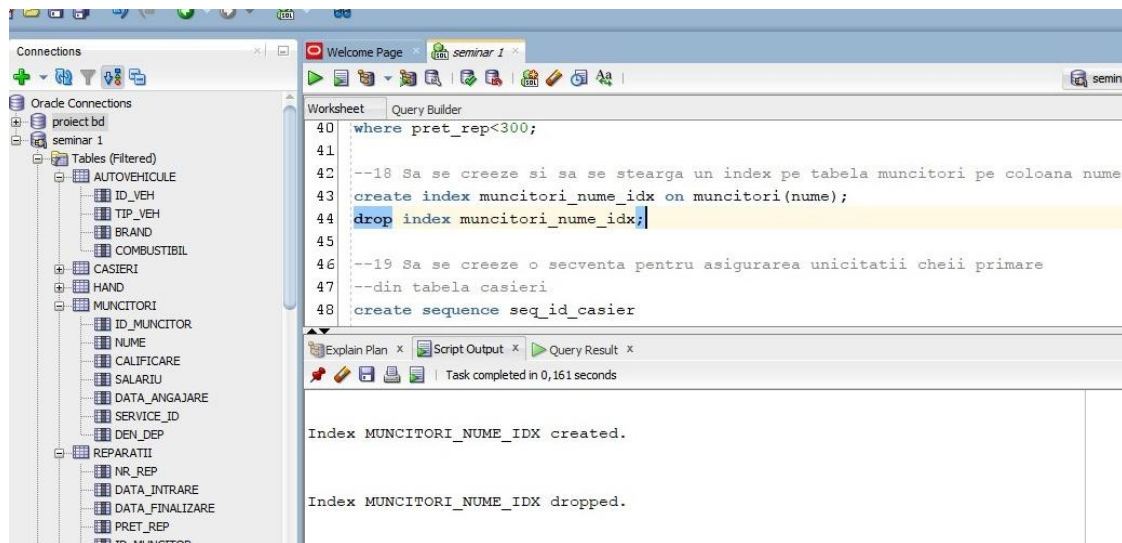 Connections
Oracle Connections
proiect bd
seminar 1
Tables (Filtered)
AUTOVEHICULE
ID_VEH
TIP_VEH
BRAND
COMBUSTIBIL
CASIERI
HAND
MUNCITORI
ID_MUNCITOR
NUME
CALIFICARE
SALARIU
DATA_ANGAJARE
SERVICE_ID
DEN_DEP
REPARATII
NR_REP
DATA_INTRARE
DATA_FINALIZARE
PRET_REP
ID_MUNCITOR
Welcome Page
seminar 1
semin
Worksheet Query Builder
40 where pret_rep<300;
41
42 --18 Sa se creeze si sa se stearga un index pe tabela muncitori pe coloana nume
43 create index muncitori_nume_idx on muncitori(nume);
44 drop index muncitori_nume_idx;
45
46 --19 Sa se creeze o secventa pentru asigurarea unicitatii cheii primare
47 --din tabela casieri
48 create sequence seq_id_casier
Explain Plan x Script Output x Query Result x
Task completed in 0,161 seconds
Index MUNCITORI_NUME_IDX created.
Index MUNCITORI_NUME_IDX dropped.